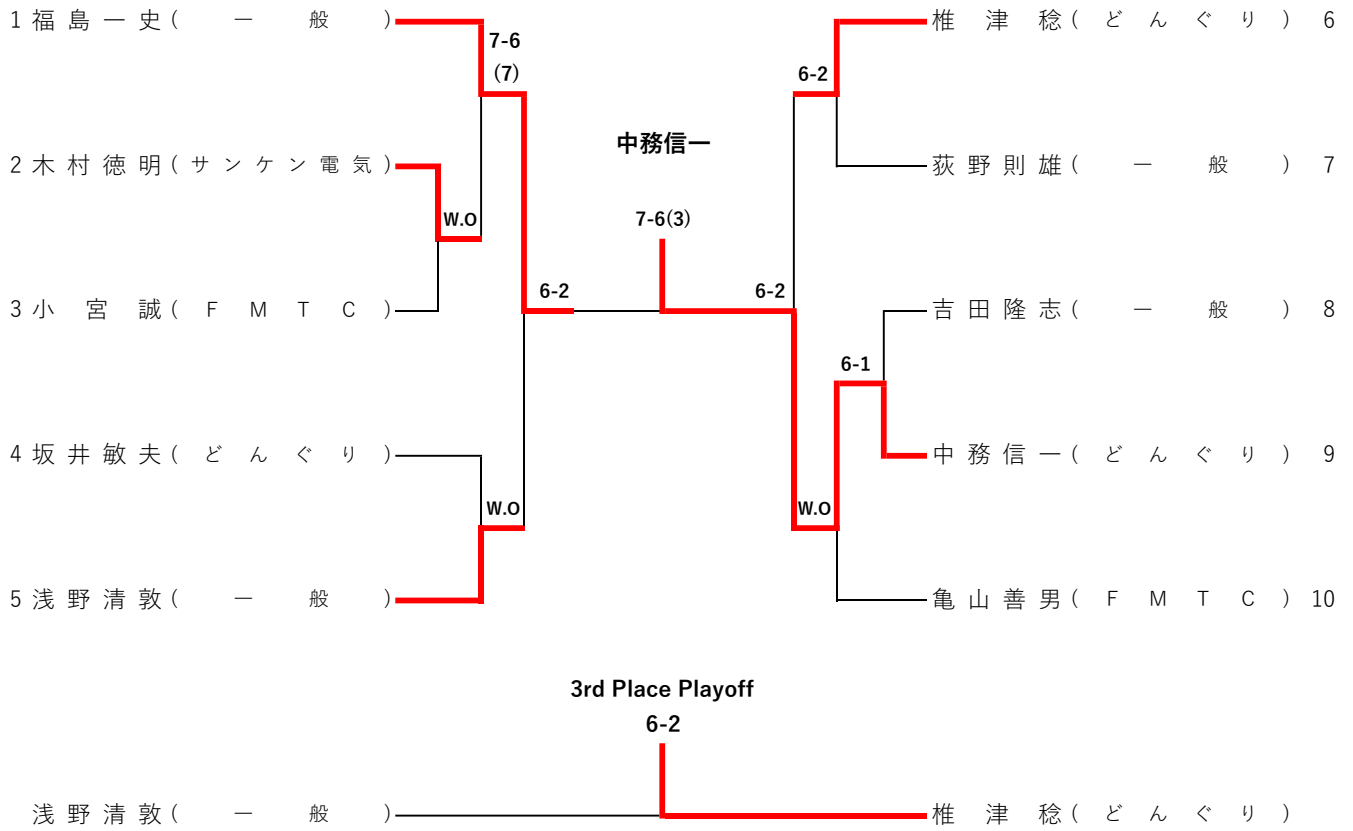 1 福島一史(一般) 椎津稔(どんぐり) 6
7-6
(7) 6-2
中務信一
2 木村徳明(サンケン電気) 荻野則雄(一般) 7
W.O 7-6(3)
6-2 6-2
3 小宮誠(FMTC) 吉田隆志(一般) 8
6-1
4 坂井敏夫(どんぐり) 中務信一(どんぐり) 9
W.O W.O
5 浅野清敦(一般) 亀山善男(FMTC) 10
3rd Place Playoff
6-2
浅野清敦(一般) 椎津稔(どんぐり)